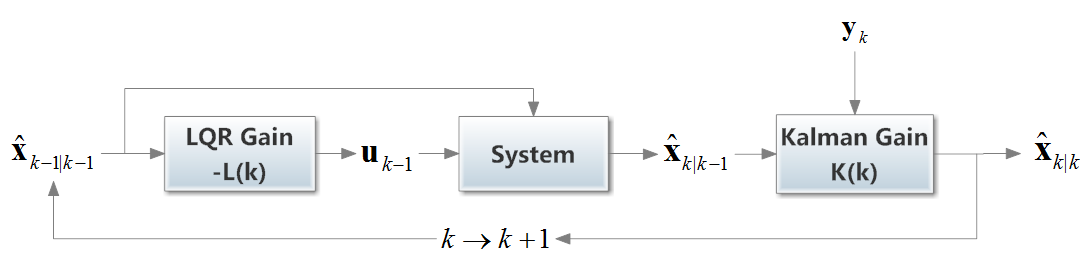 y_k
x̂_{k−1|k−1}
LQR Gain
-L(k)
u_{k−1}
System
x̂_{k|k−1}
Kalman Gain
K(k)
x̂_{k|k}
k → k + 1